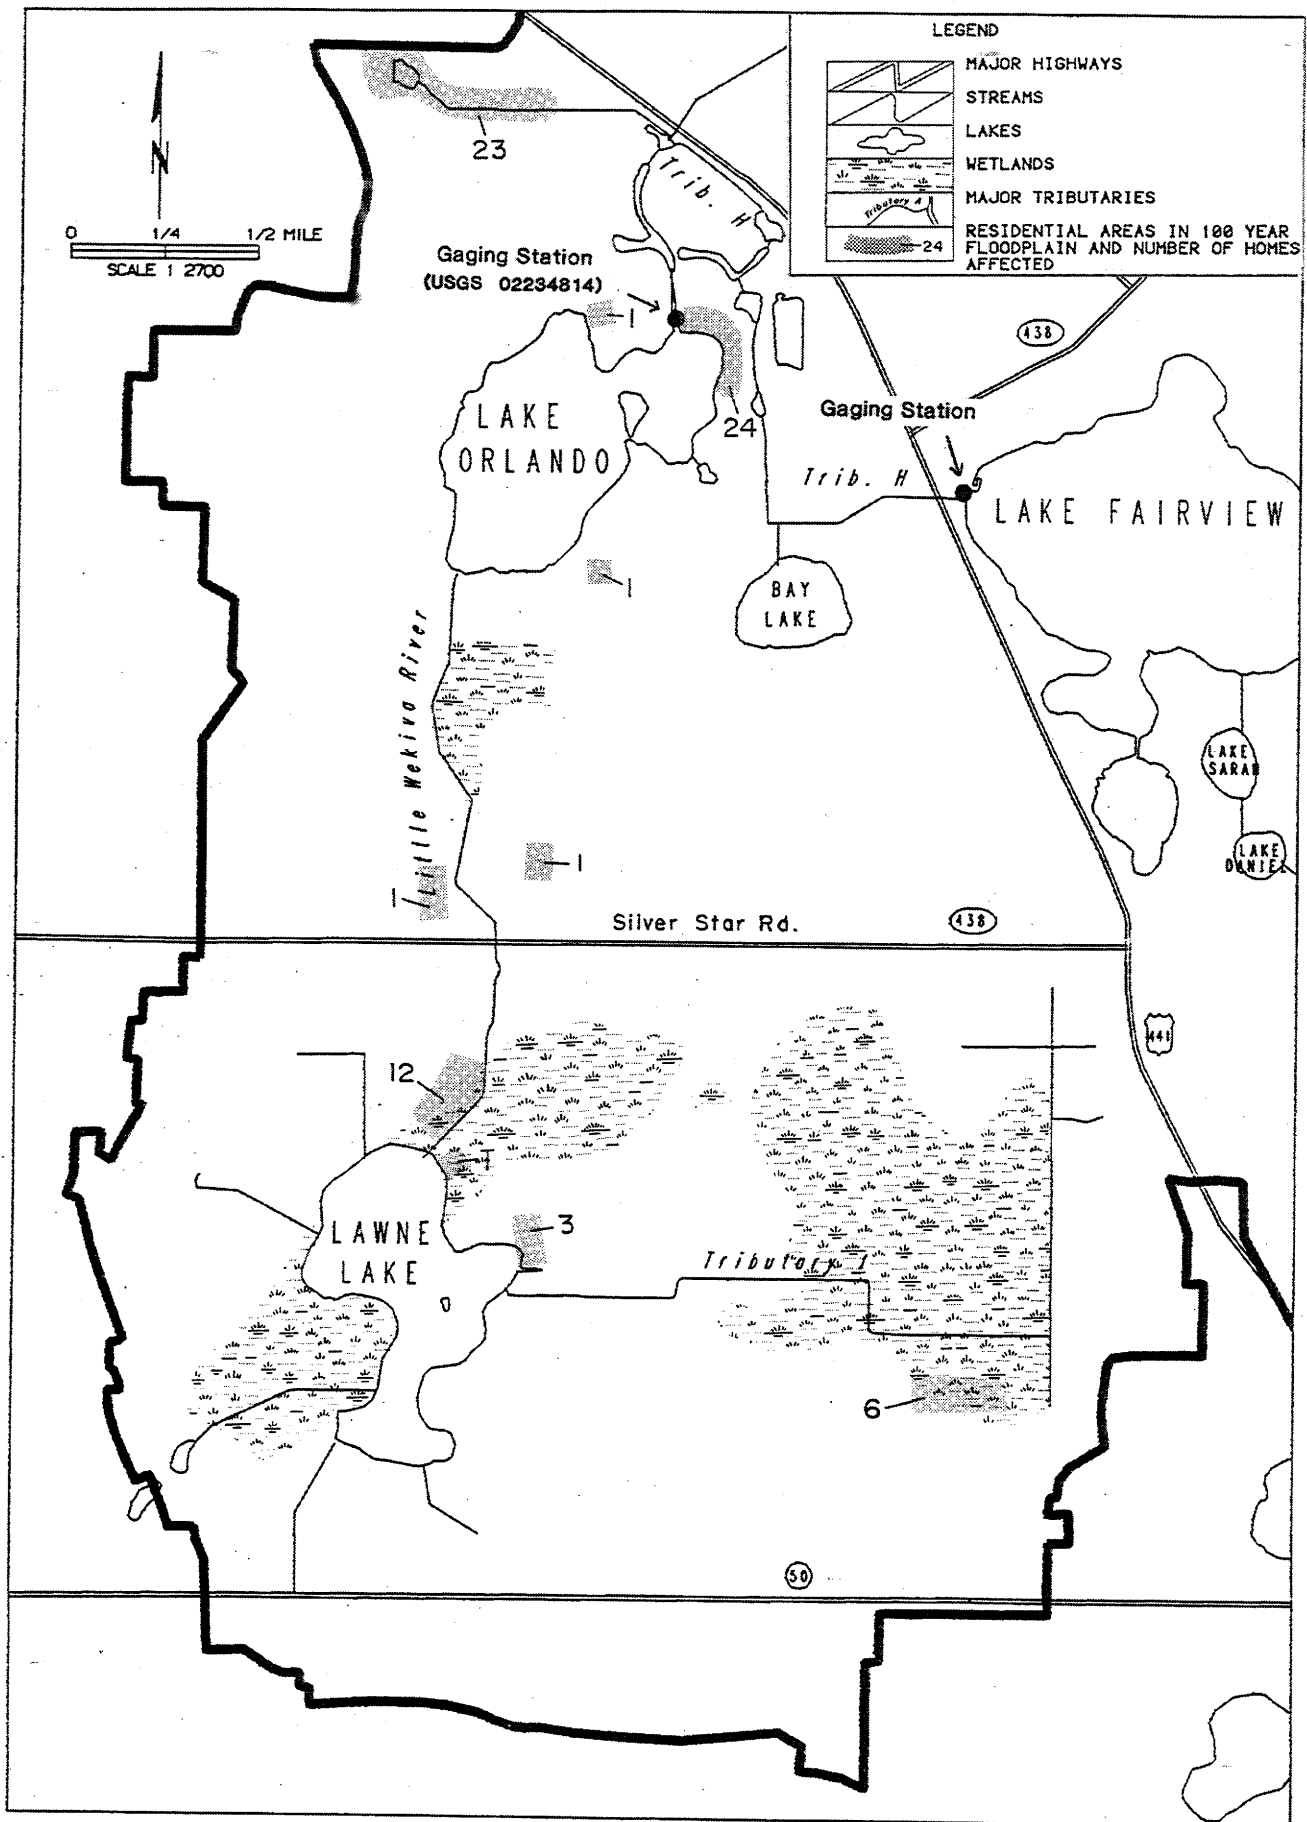 LEGEND
MAJOR HIGHWAYS
STREAMS
LAKES
WETLANDS
MAJOR TRIBUTARIES
Tributary A
RESIDENTIAL AREAS IN 100 YEAR
24 FLOODPLAIN AND NUMBER OF HOMES
AFFECTED
23
N
0 1/4 1/2 MILE
SCALE 1 2700
Trib. H
Gaging Station
(USGS 02234814)
1
438
24
Gaging Station
LAKE
ORLANDO
Trib. H
LAKE FAIRVIEW
1
BAY
LAKE
Little Wekiva River
LAKE
SARAH
LAKE
DANIEL
1
1
Silver Star Rd.
438
441
12
3
LAWNE
LAKE
Tributary I
6
50